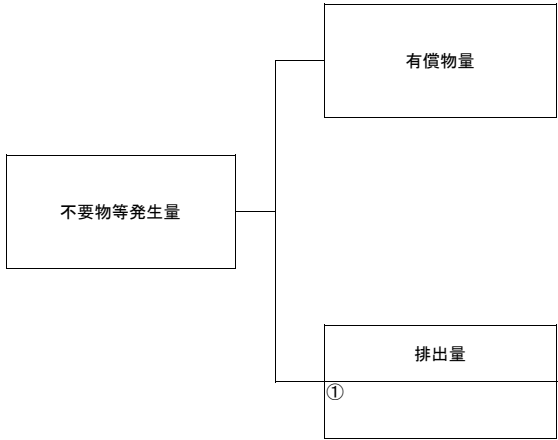 有償物量
不要物等発生量
排出量
①